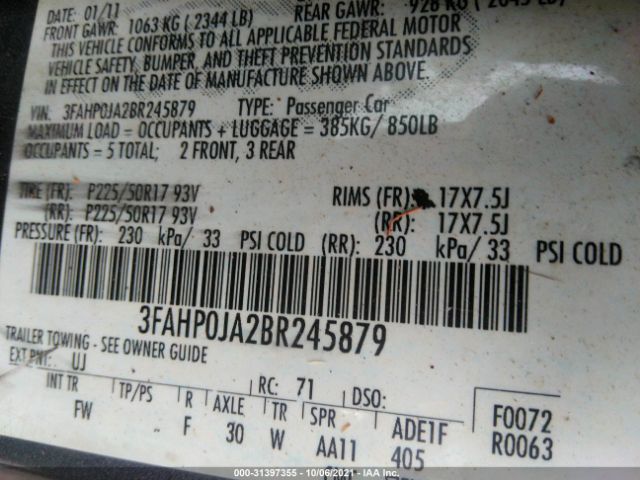 DATE: 01/11
FRONT GAWR: 1063 KG ( 2344 LB) REAR GAWR: 928 KG ( LB)
THIS VEHICLE CONFORMS TO ALL APPLICABLE FEDERAL MOTOR
VEHICLE SAFETY, BUMPER, AND THEFT PREVENTION STANDARDS
IN EFFECT ON THE DATE OF MANUFACTURE SHOWN ABOVE.
VIN: 3FAHP0JA2BR245879 TYPE: Passenger Car
MAXIMUM LOAD = OCCUPANTS + LUGGAGE = 385KG/ 850LB
OCCUPANTS = 5 TOTAL; 2 FRONT, 3 REAR
TIRE (FR): P225/50R17 93V RIMS (FR): 17X7.5J
(RR): P225/50R17 93V (RR): 17X7.5J
PRESSURE (FR): 230 kPa/ 33 PSI COLD (RR): 230 kPa/ 33 PSI COLD
3FAHP0JA2BR245879
TRAILER TOWING - SEE OWNER GUIDE
EXT PNT: UJ RC: 71 DSO:
INT TR TP/PS R AXLE TR SPR ADE1F F0072
FW F 30 W AA11 405 R0063
000-31397355 - 10/06/2021 - IAA Inc.